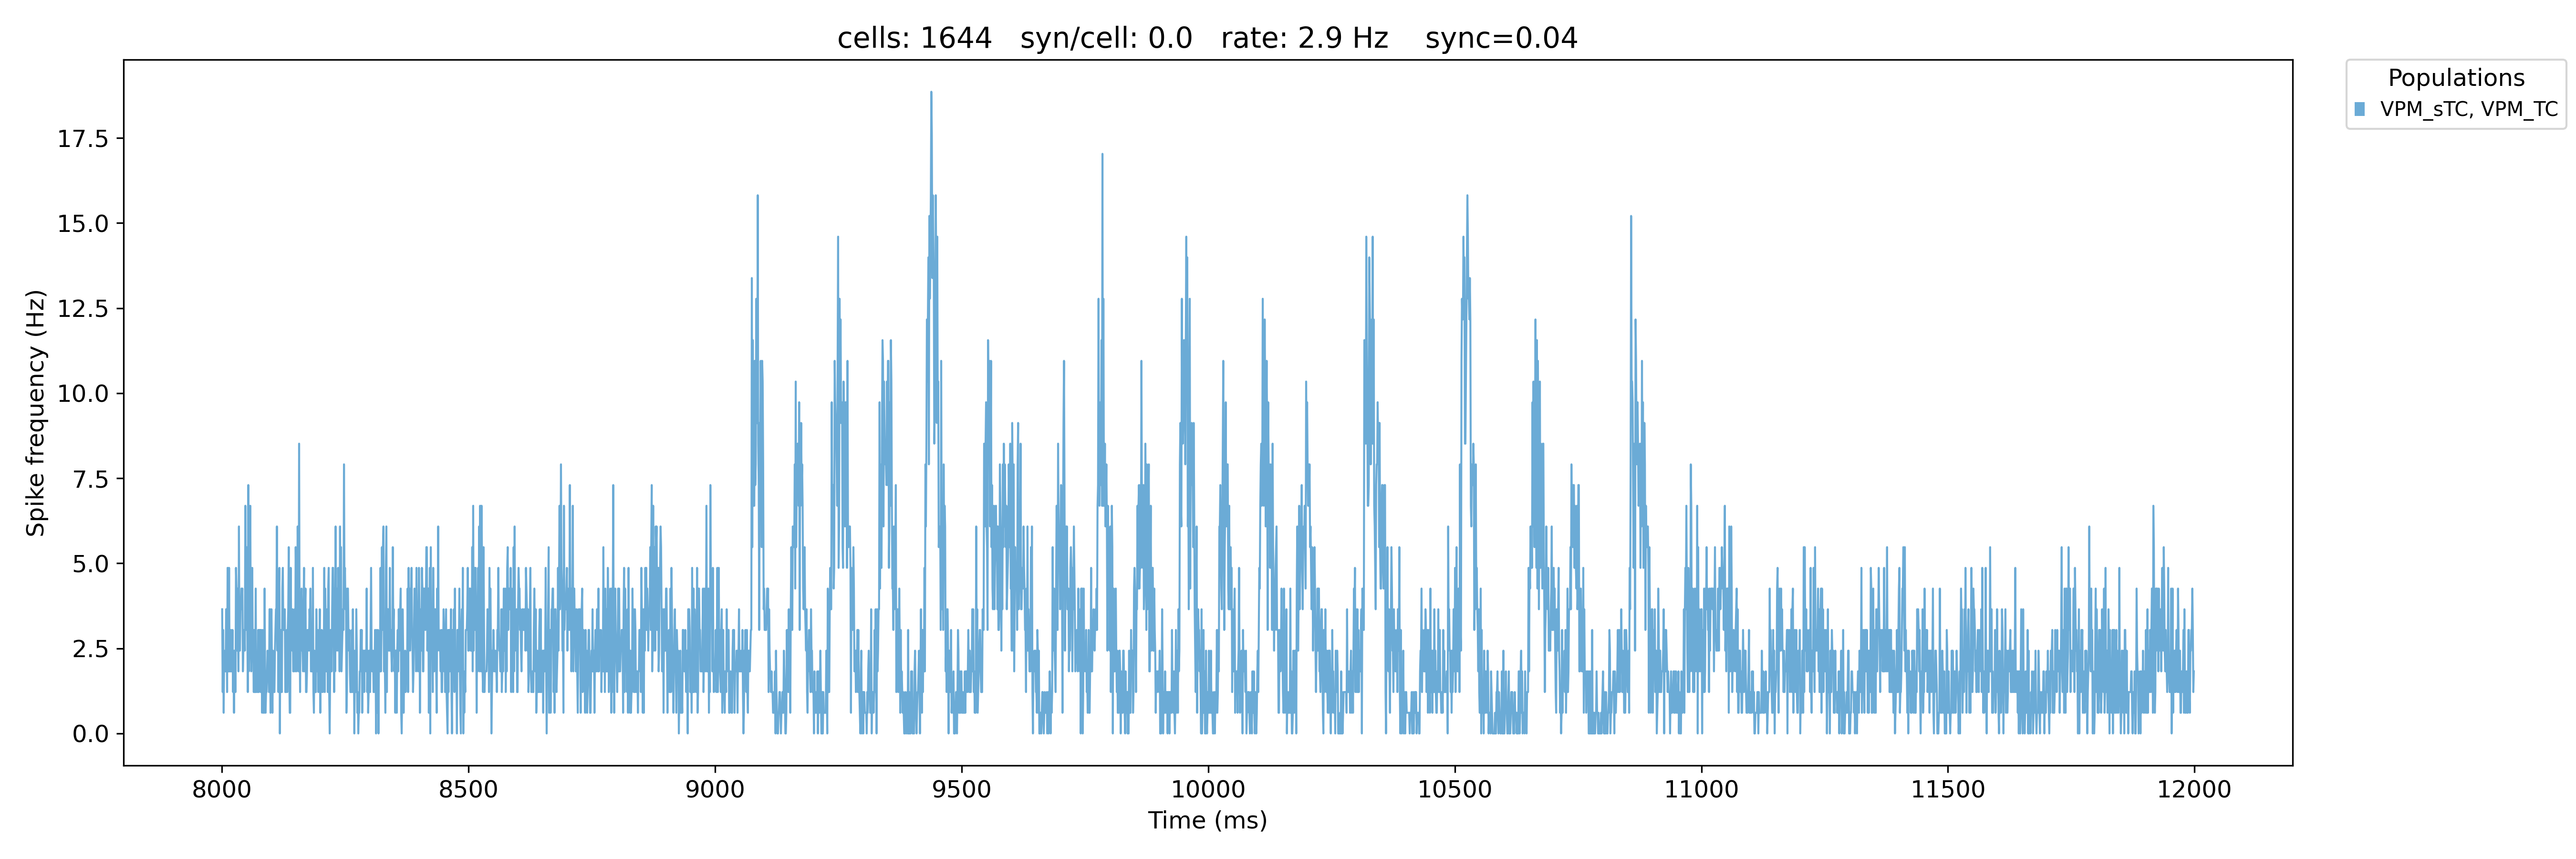 cells: 1644   syn/cell: 0.0   rate: 2.9 Hz    sync=0.04
Populations
VPM_sTC, VPM_TC
Spike frequency (Hz)
17.5
15.0
12.5
10.0
7.5
5.0
2.5
0.0
8000 8500 9000 9500 10000 10500 11000 11500 12000
Time (ms)